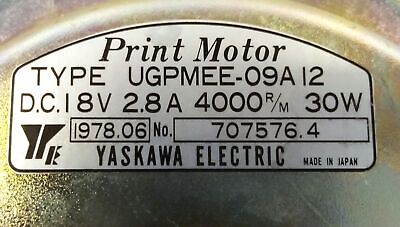 Print Motor
TYPE UGPMEE-09A12
D.C.18V 2.8A 4000R/M 30W
YE 1978.06 No. 707576.4
YASKAWA ELECTRIC MADE IN JAPAN